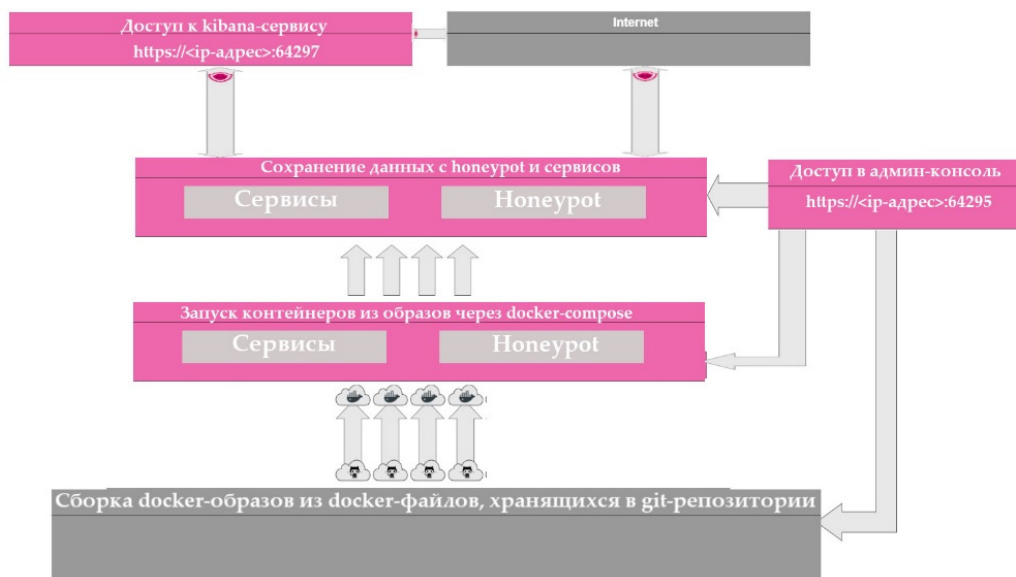 Доступ к kibana-сервису
https://<ip-адрес>:64297
Internet
Сохранение данных с honeypot и сервисов
Сервисы
Honeypot
Доступ в админ-консоль
https://<ip-адрес>:64295
Запуск контейнеров из образов через docker-compose
Сервисы
Honeypot
Сборка docker-образов из docker-файлов, хранящихся в git-репозитории